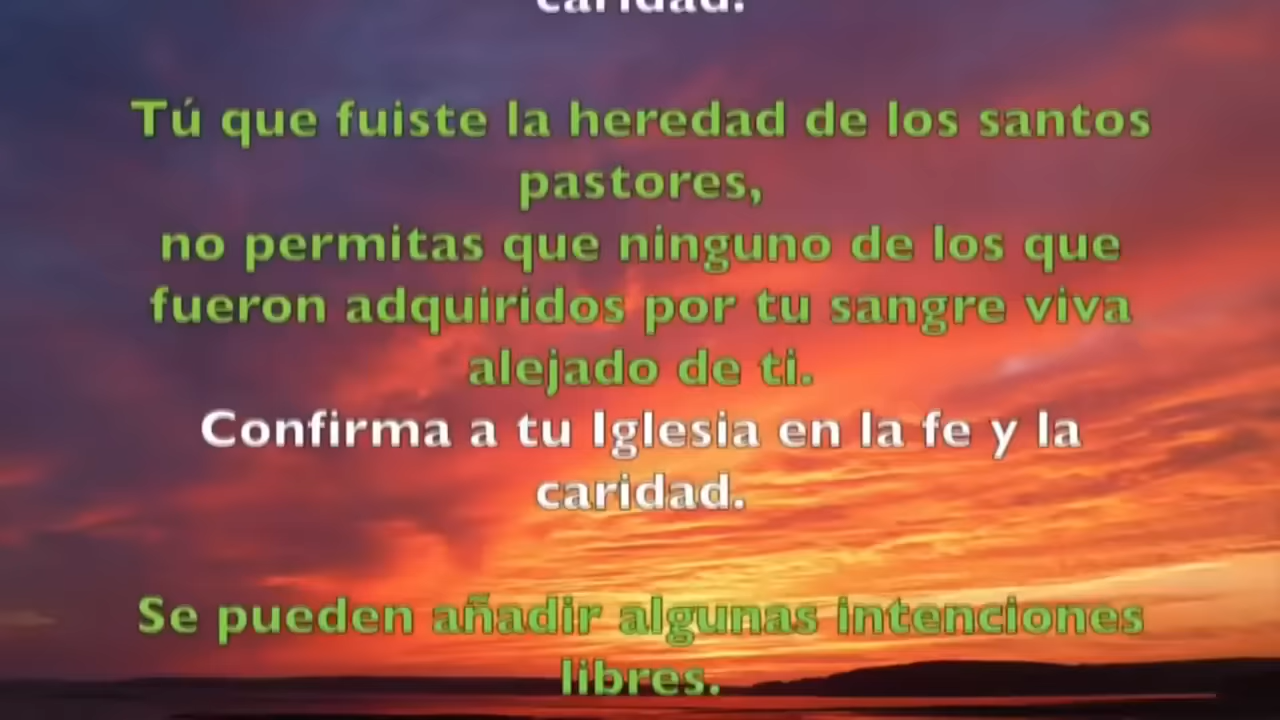 caridad.
Tú que fuiste la heredad de los santos
pastores,
no permitas que ninguno de los que
fueron adquiridos por tu sangre viva
alejado de ti.
Confirma a tu Iglesia en la fe y la
caridad.
Se pueden añadir algunas intenciones
libres.